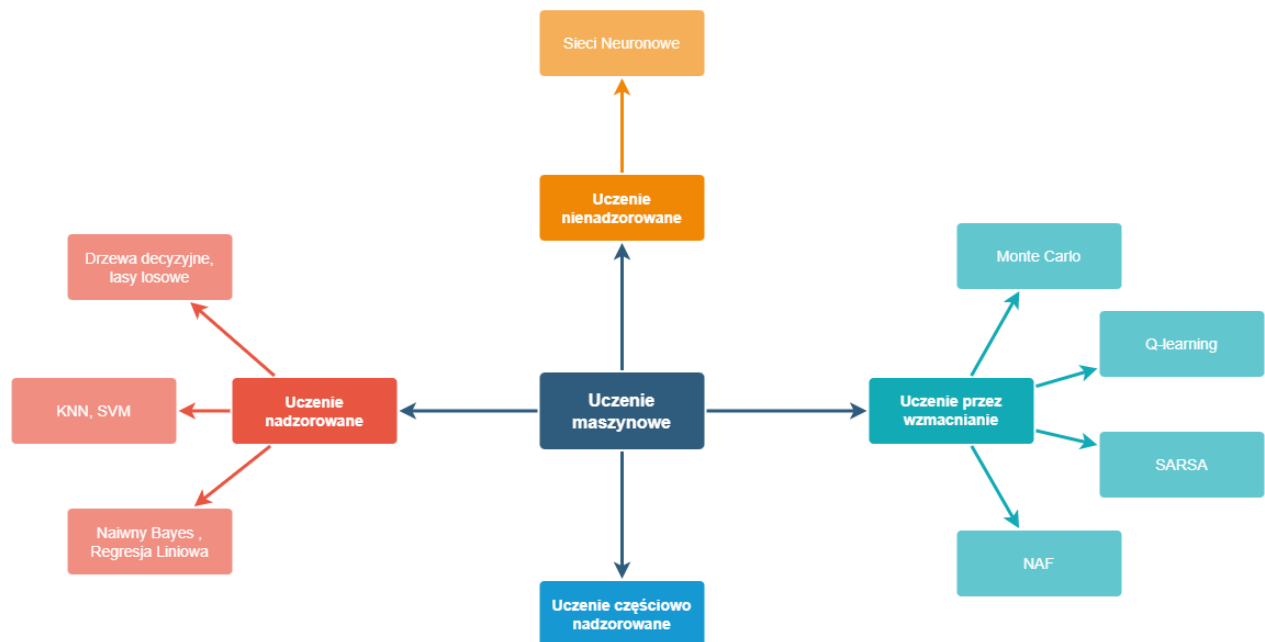 Sieci Neuronowe
Uczenie
nienadzorowane
Drzewa decyzyjne,
lasy losowe
Monte Carlo
Q-learning
KNN, SVM
Uczenie
nadzorowane
Uczenie
maszynowe
Uczenie przez
wzmacnianie
SARSA
Naiwny Bayes ,
Regresja Liniowa
NAF
Uczenie częściowo
nadzorowane